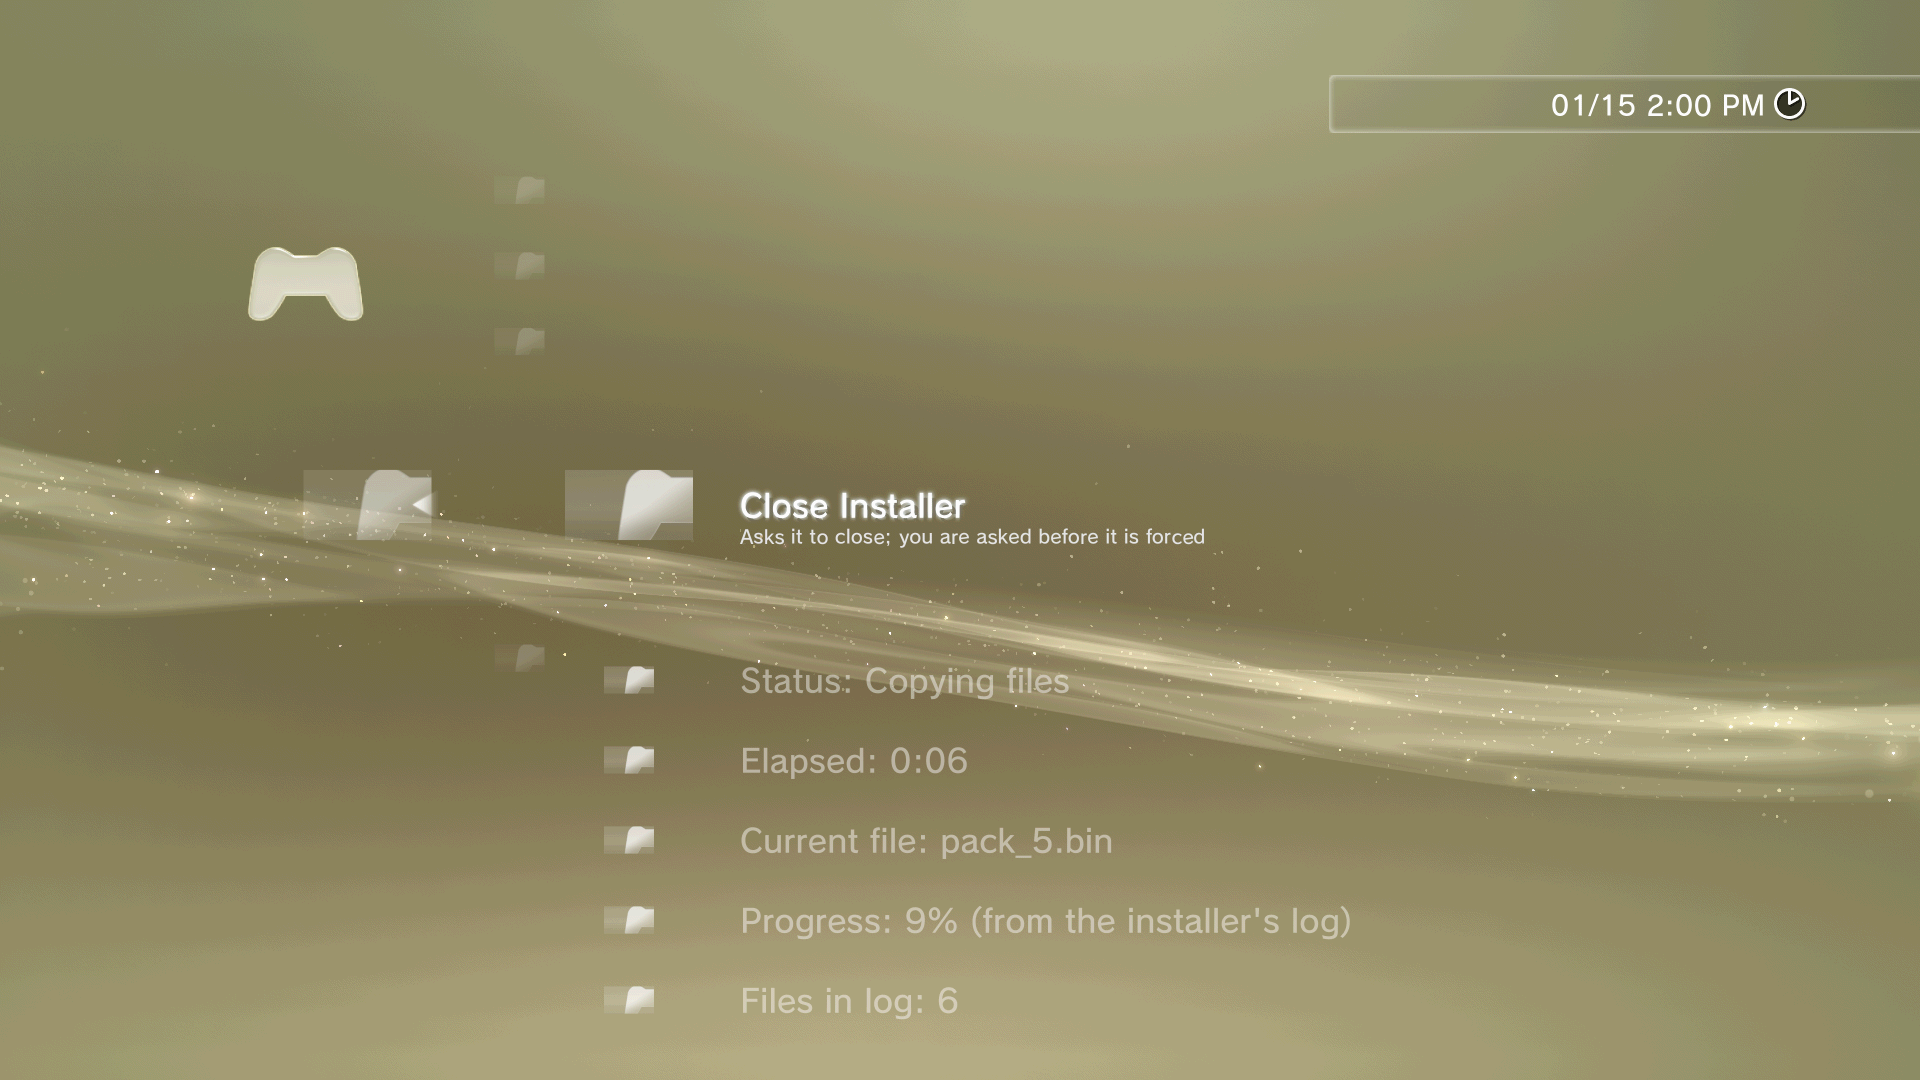 01/15 2:00 PM
Close Installer
Asks it to close; you are asked before it is forced
Status: Copying files
Elapsed: 0:06
Current file: pack_5.bin
Progress: 9% (from the installer's log)
Files in log: 6